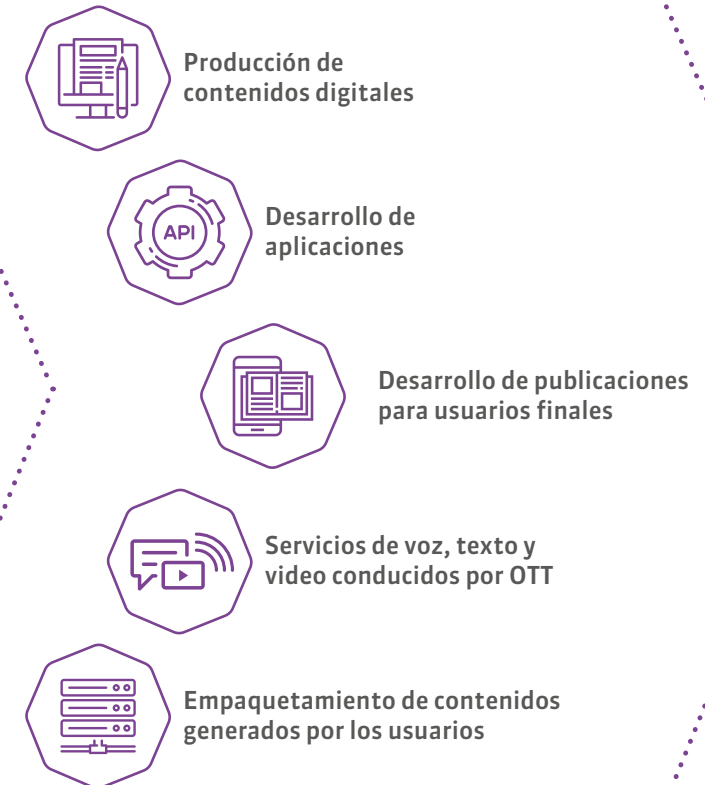 Producción de
contenidos digitales
API
Desarrollo de
aplicaciones
Desarrollo de publicaciones
para usuarios finales
Servicios de voz, texto y
video conducidos por OTT
Empaquetamiento de contenidos
generados por los usuarios